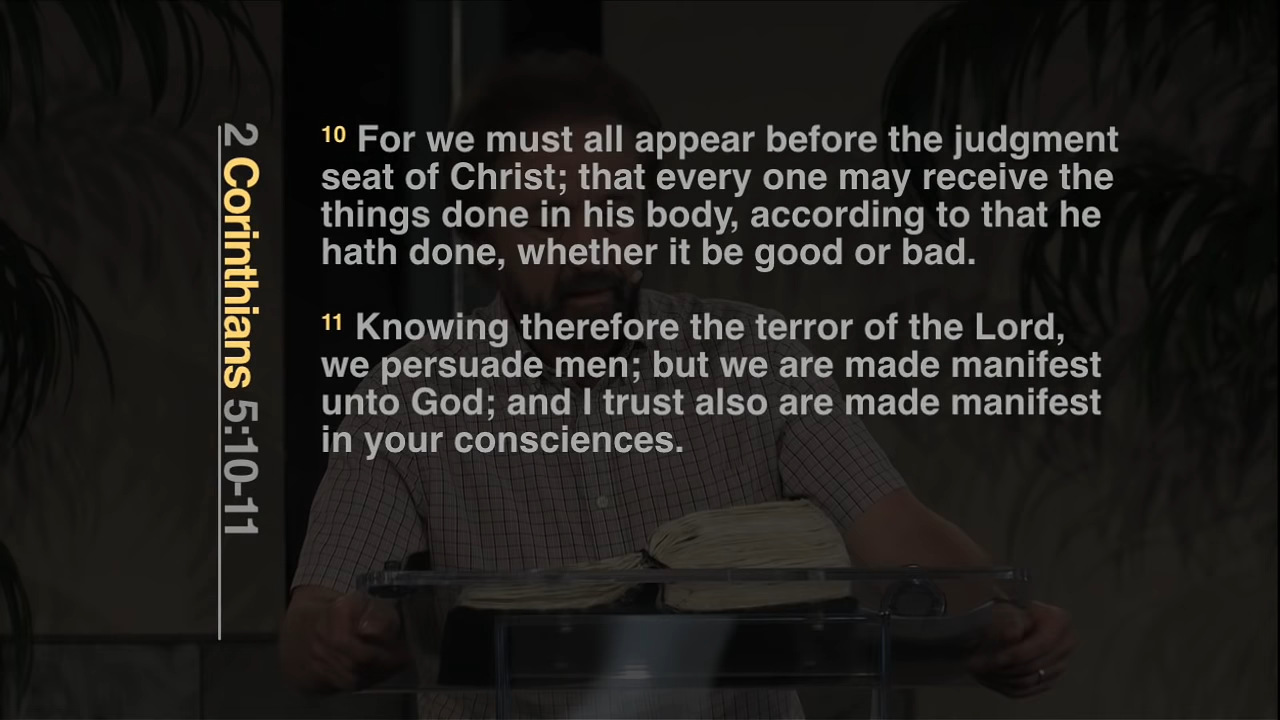 2 Corinthians 5:10-11
10 For we must all appear before the judgment
seat of Christ; that every one may receive the
things done in his body, according to that he
hath done, whether it be good or bad.
11 Knowing therefore the terror of the Lord,
we persuade men; but we are made manifest
unto God; and I trust also are made manifest
in your consciences.